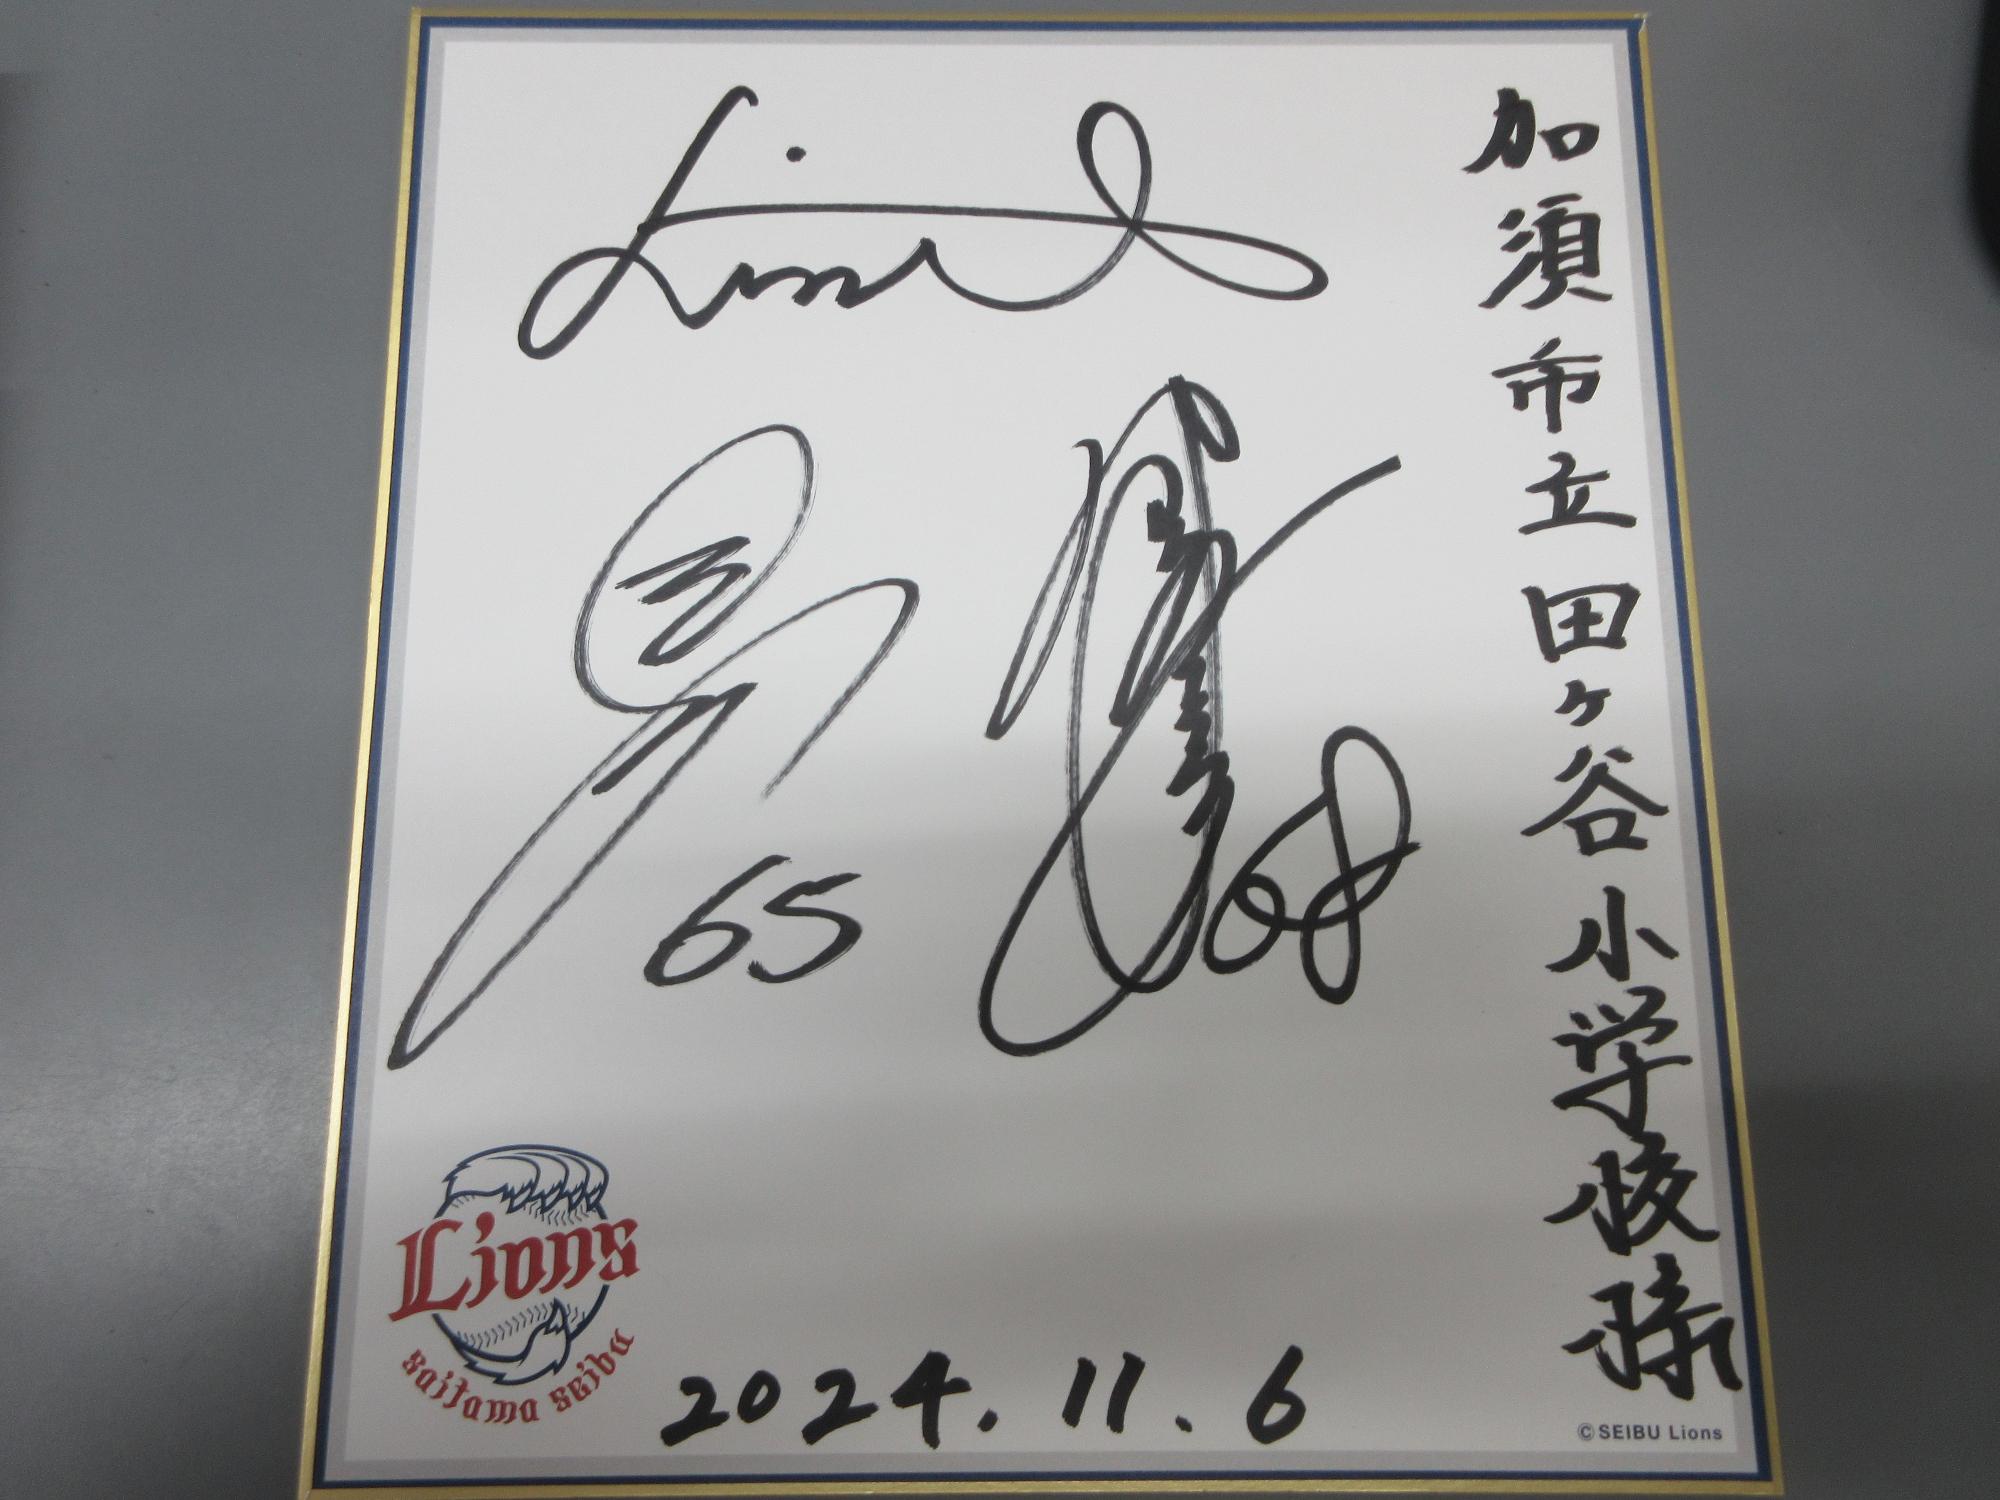 加須市立田ヶ谷小学校様
Lions
65
68
Lions
Saitama Seibu
2024.11.6
©SEIBU Lions